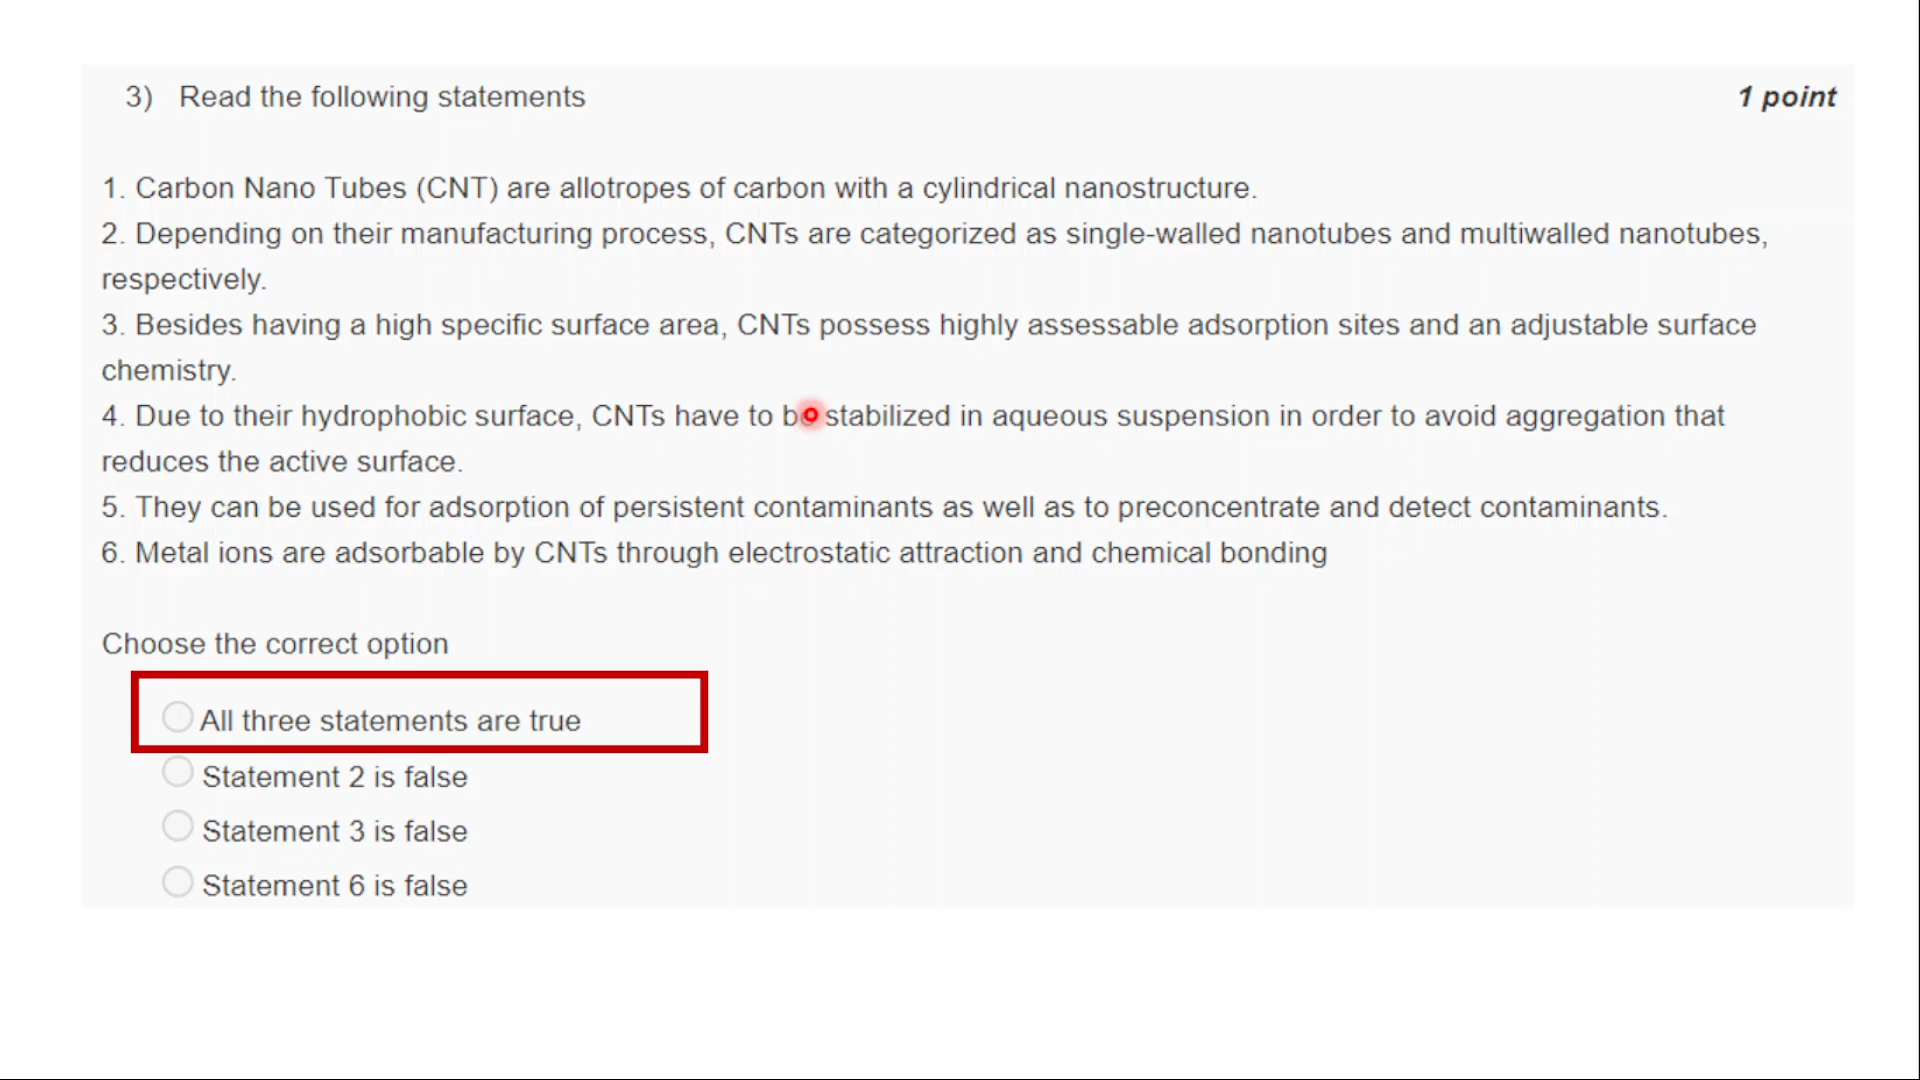 3) Read the following statements
1 point
1. Carbon Nano Tubes (CNT) are allotropes of carbon with a cylindrical nanostructure.
2. Depending on their manufacturing process, CNTs are categorized as single-walled nanotubes and multiwalled nanotubes,
respectively.
3. Besides having a high specific surface area, CNTs possess highly assessable adsorption sites and an adjustable surface
chemistry.
4. Due to their hydrophobic surface, CNTs have to be stabilized in aqueous suspension in order to avoid aggregation that
reduces the active surface.
5. They can be used for adsorption of persistent contaminants as well as to preconcentrate and detect contaminants.
6. Metal ions are adsorbable by CNTs through electrostatic attraction and chemical bonding
Choose the correct option
All three statements are true
Statement 2 is false
Statement 3 is false
Statement 6 is false